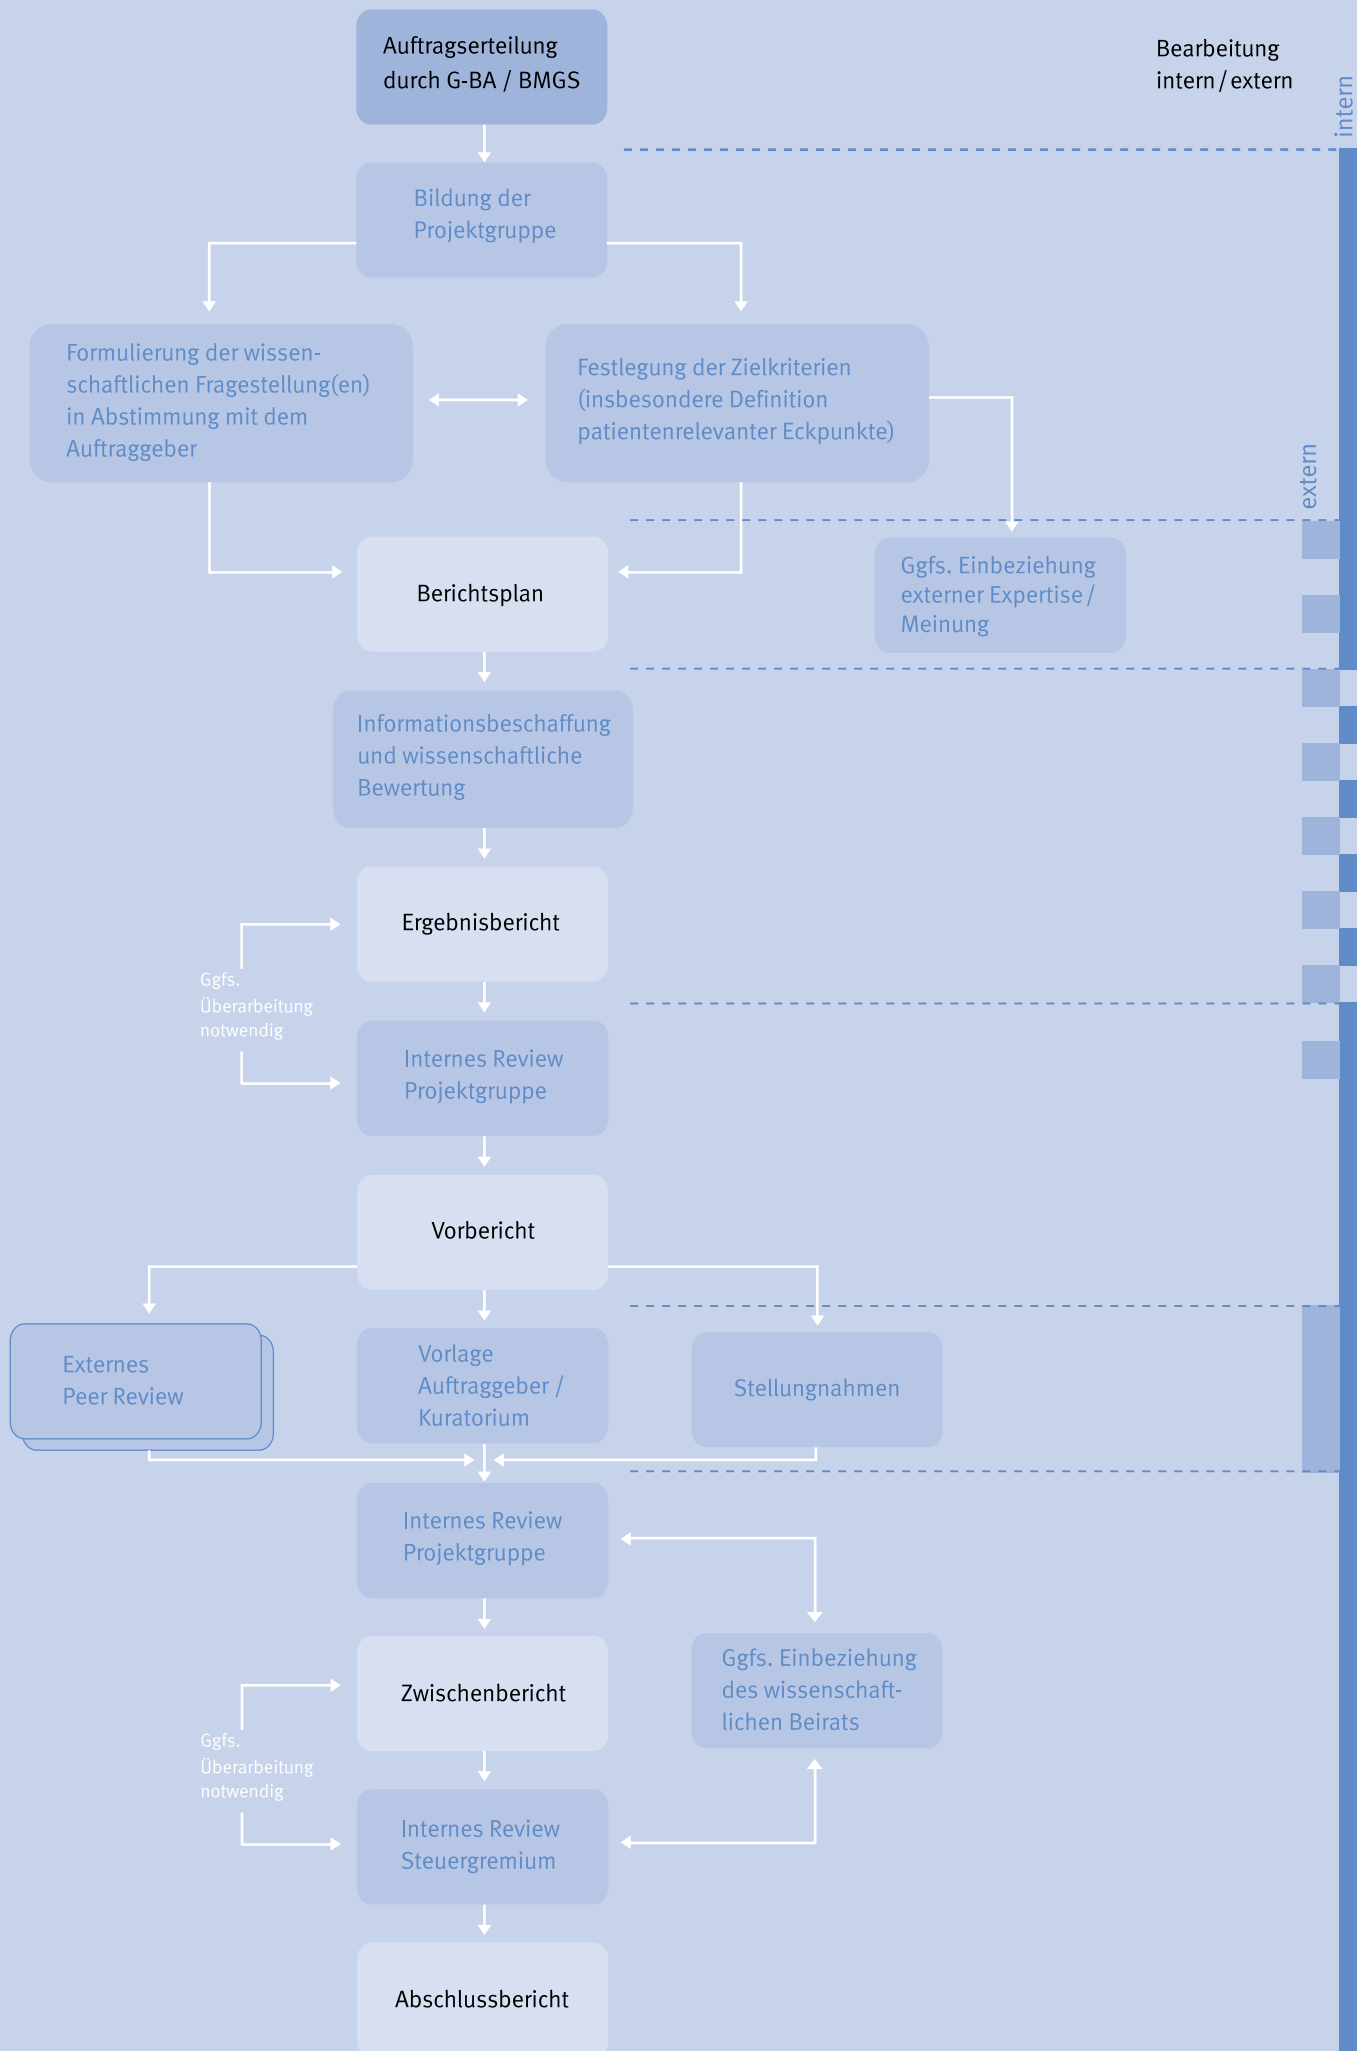 Auftragserteilung
durch G-BA / BMGS
Bearbeitung
intern / extern
intern
Bildung der
Projektgruppe
Formulierung der wissen-
schaftlichen Fragestellung(en)
in Abstimmung mit dem
Auftraggeber
Festlegung der Zielkriterien
(insbesondere Definition
patientenrelevanter Eckpunkte)
extern
Berichtsplan
Ggfs. Einbeziehung
externer Expertise /
Meinung
Informationsbeschaffung
und wissenschaftliche
Bewertung
Ergebnisbericht
Ggfs.
Überarbeitung
notwendig
Internes Review
Projektgruppe
Vorbericht
Externes
Peer Review
Vorlage
Auftraggeber /
Kuratorium
Stellungnahmen
Internes Review
Projektgruppe
Zwischenbericht
Ggfs. Einbeziehung
des wissenschaft-
lichen Beirats
Ggfs.
Überarbeitung
notwendig
Internes Review
Steuergremium
Abschlussbericht